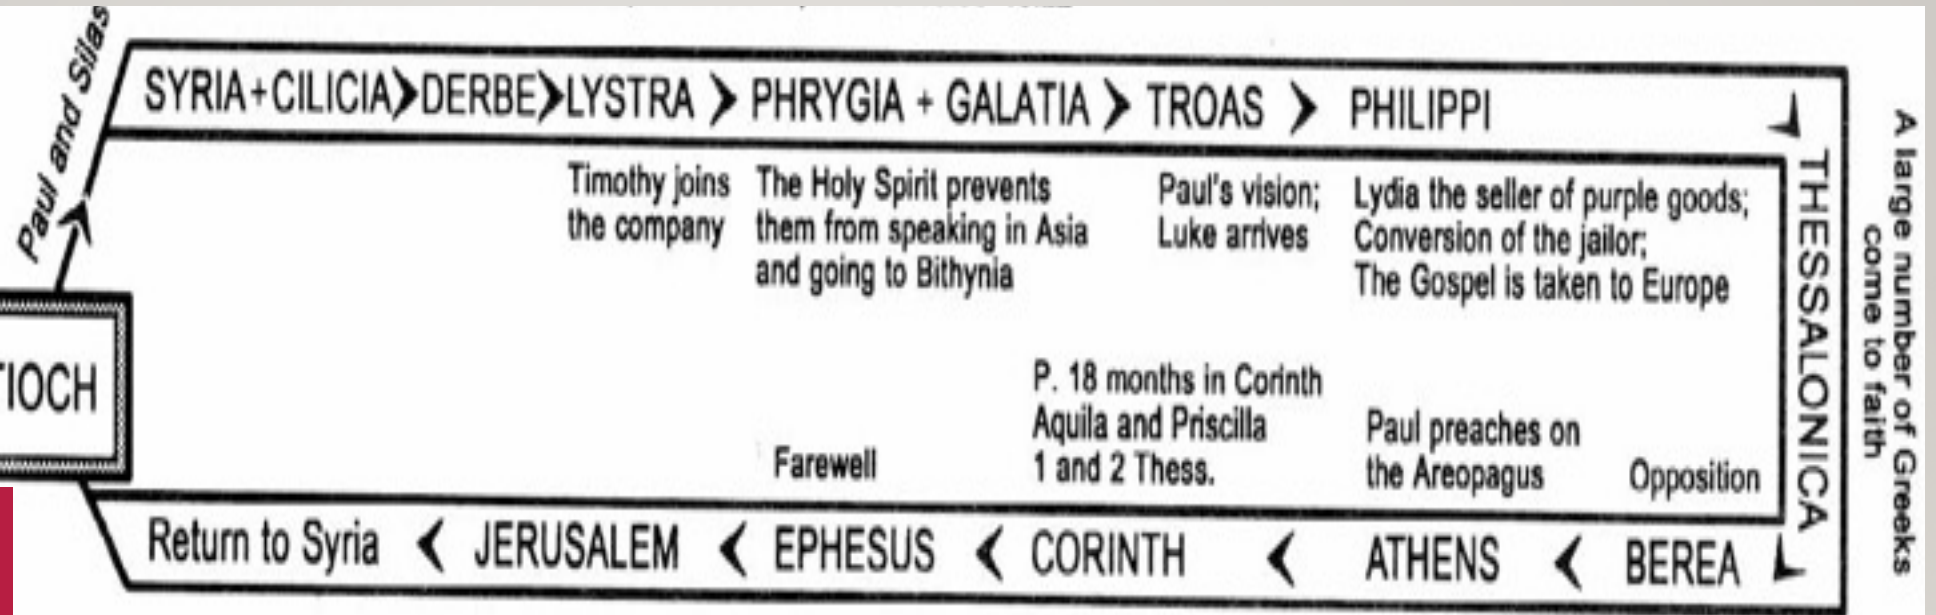 Paul and Silas
SYRIA+CILICIA>DERBE>LYSTRA > PHRYGIA + GALATIA > TROAS > PHILIPPI
Timothy joins
the company
The Holy Spirit prevents
them from speaking in Asia
and going to Bithynia
Paul's vision;
Luke arrives
Lydia the seller of purple goods;
Conversion of the jailor;
The Gospel is taken to Europe
THESSALONICA
A large number of Greeks
come to faith
TIOCH
Farewell
P. 18 months in Corinth
Aquila and Priscilla
1 and 2 Thess.
Paul preaches on
the Areopagus
Opposition
Return to Syria < JERUSALEM < EPHESUS < CORINTH < ATHENS < BEREA